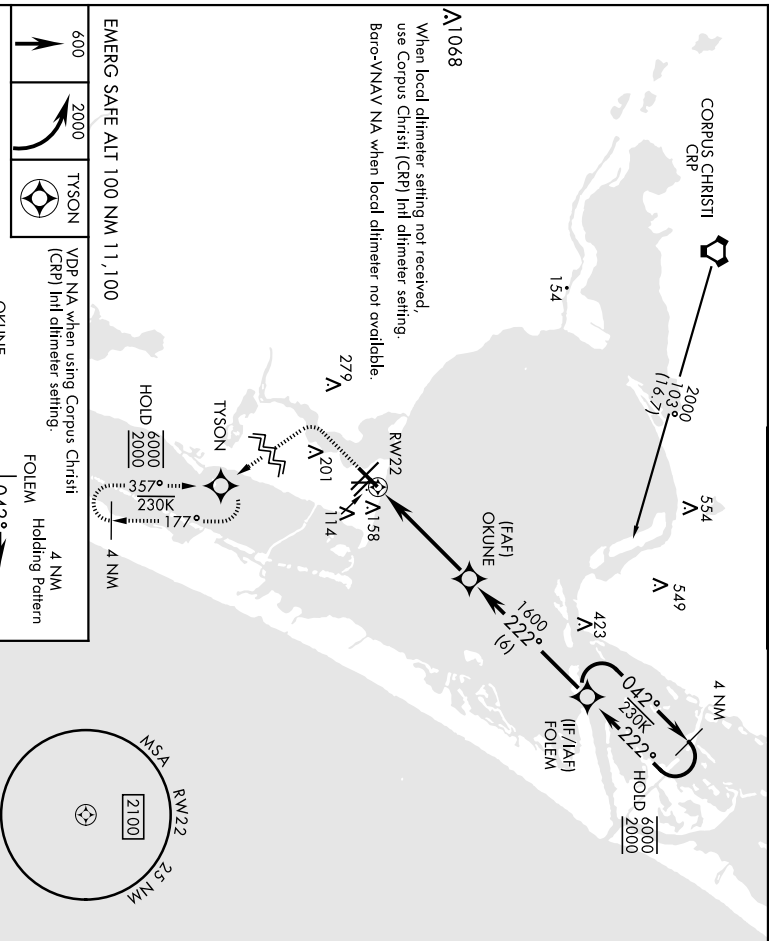 CORPUS CHRISTI
CRP
2000
103°
(16.7)
554
549
423
4 NM
042°
230K
222°
HOLD 6000
2000
(IF/IAF)
FOLEM
1600
222°
(6)
(FAF)
OKUNE
154
1068
When local altimeter setting not received,
use Corpus Christi (CRP) Intl altimeter setting.
Baro-VNAV NA when local altimeter not available.
279
RW22
201
158
114
TYSON
HOLD 6000
2000
357°
230K
177°
4 NM
EMERG SAFE ALT 100 NM 11,100
MSA RW22 25 NM
2100
600
2000
TYSON
VDP NA when using Corpus Christi
(CRP) Intl altimeter setting.
4 NM
Holding Pattern
FOLEM
042°
OKUNE